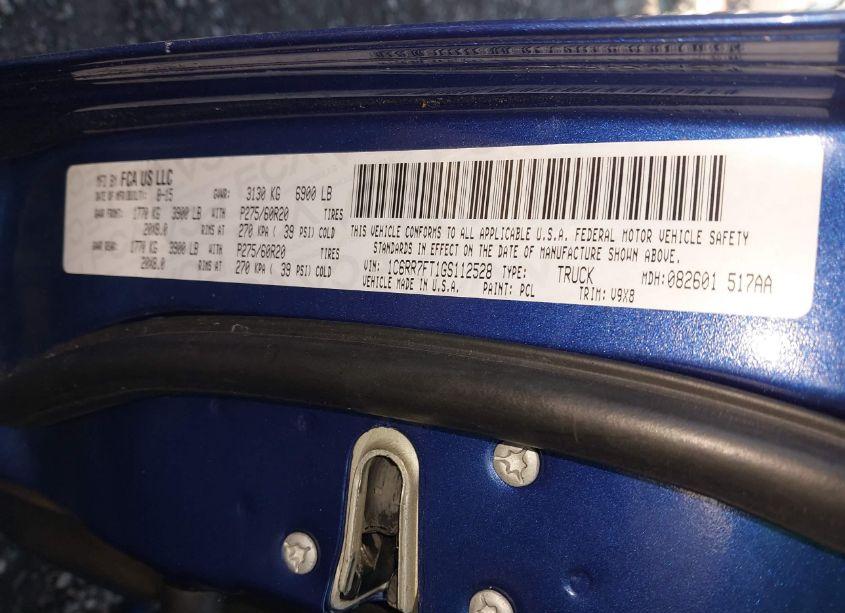 MFD BY FCA US LLC
DATE OF MFR/BUILT: 8-15 GVWR: 3130 KG 6900 LB
GAWR FRONT: 1770 KG 3900 LB WITH P275/60R20 TIRES
20X8.0 RIMS AT 270 KPA ( 39 PSI) COLD
GAWR REAR: 1770 KG 3900 LB WITH P275/60R20 TIRES
20X8.0 RIMS AT 270 KPA ( 39 PSI) COLD
THIS VEHICLE CONFORMS TO ALL APPLICABLE U.S.A. FEDERAL MOTOR VEHICLE SAFETY
STANDARDS IN EFFECT ON THE DATE OF MANUFACTURE SHOWN ABOVE.
VIN: 1C6RR7FT1GS112528 TYPE: TRUCK MDH: 082601 517AA
VEHICLE MADE IN U.S.A. PAINT: PCL TRIM: V9X8